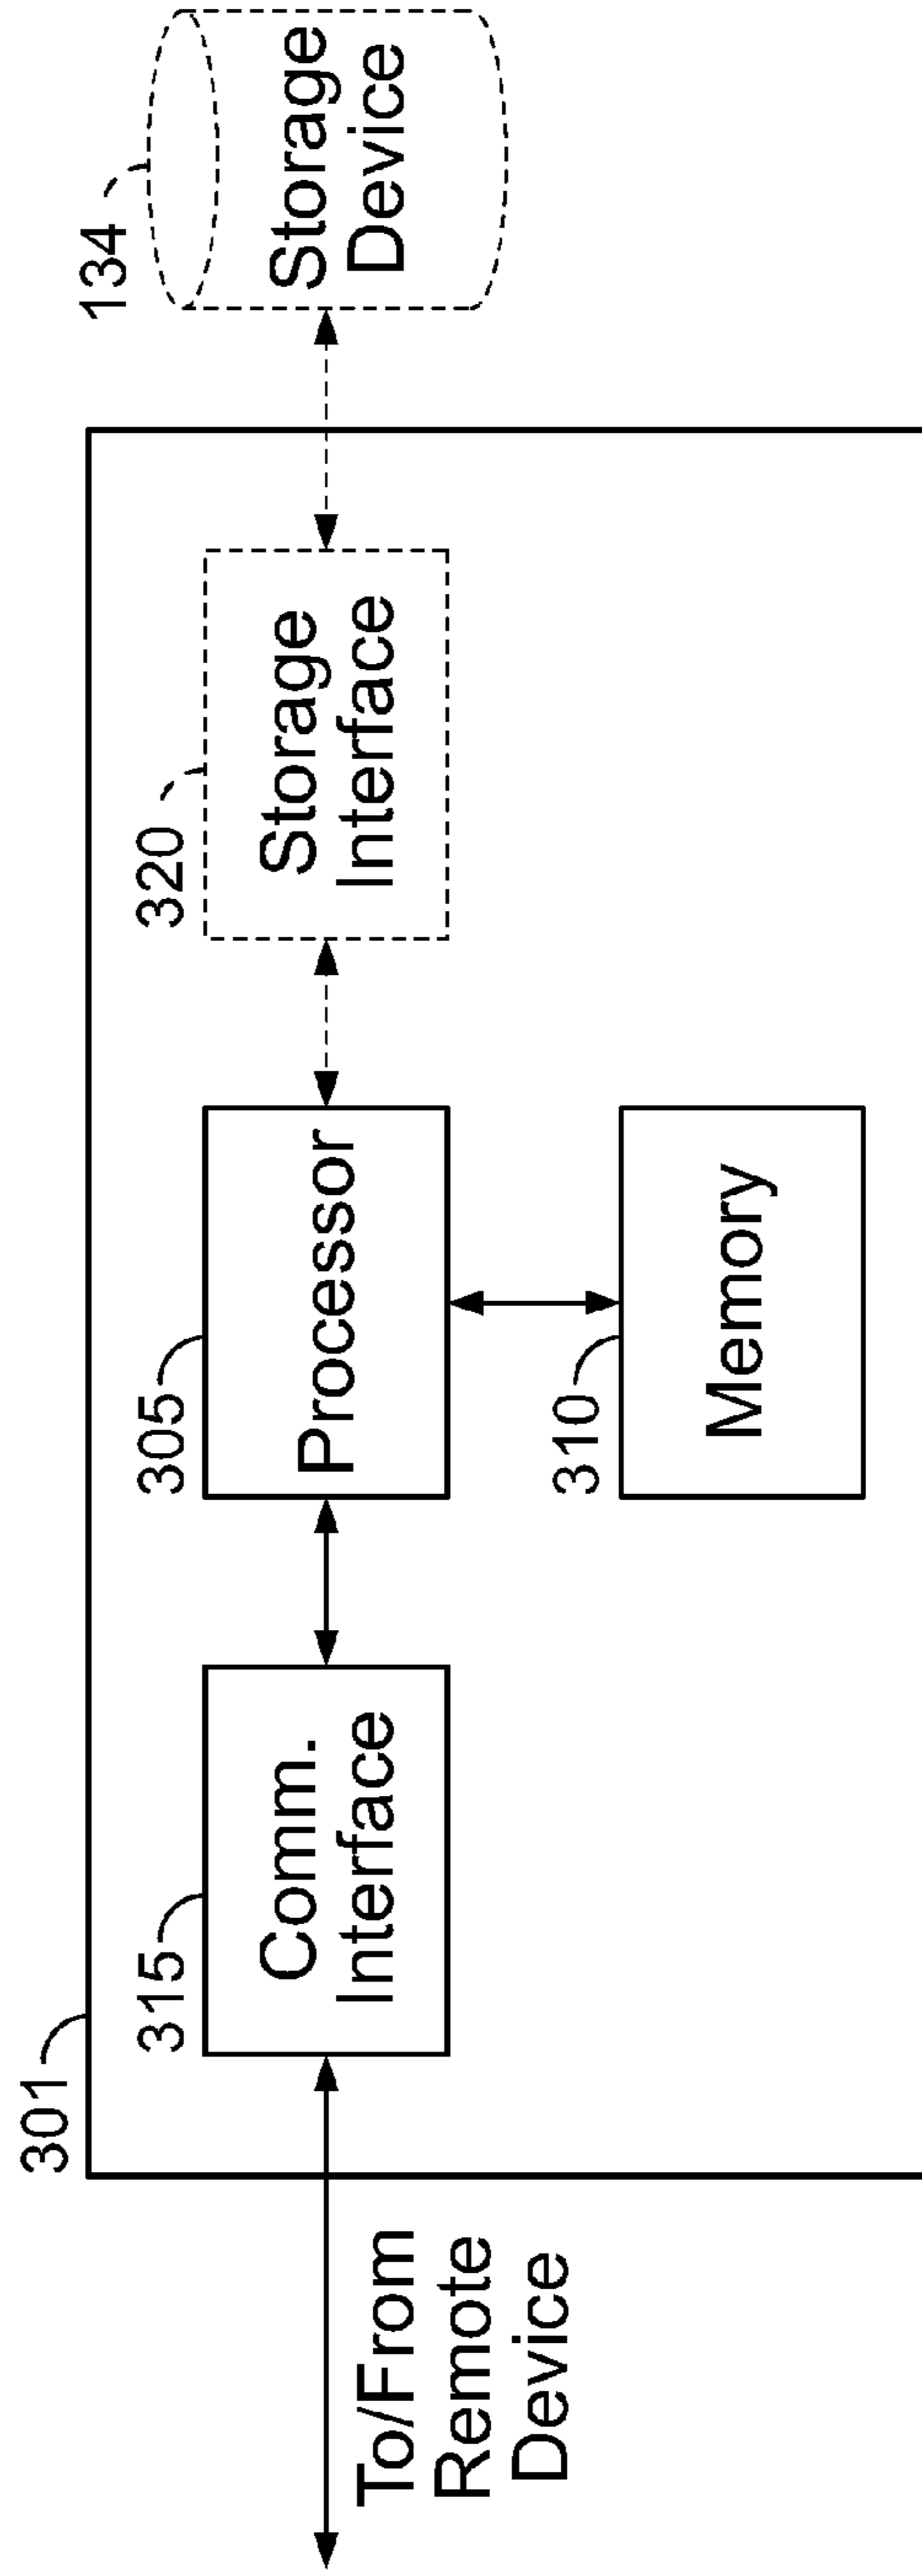 301
315
Comm.
Interface
305
Processor
320
Storage
Interface
134
Storage
Device
To/From
Remote
Device
310
Memory